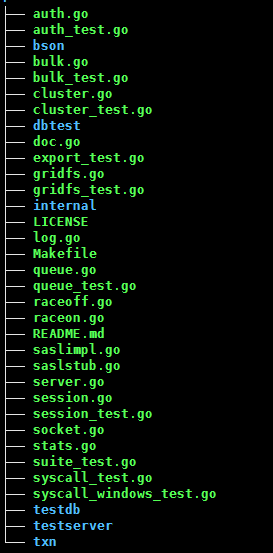 auth.go
auth_test.go
bson
bulk.go
bulk_test.go
cluster.go
cluster_test.go
dbtest
doc.go
export_test.go
gridfs.go
gridfs_test.go
internal
LICENSE
log.go
Makefile
queue.go
queue_test.go
raceoff.go
raceon.go
README.md
saslimpl.go
saslstub.go
server.go
session.go
session_test.go
socket.go
stats.go
suite_test.go
syscall_test.go
syscall_windows_test.go
testdb
testserver
txn